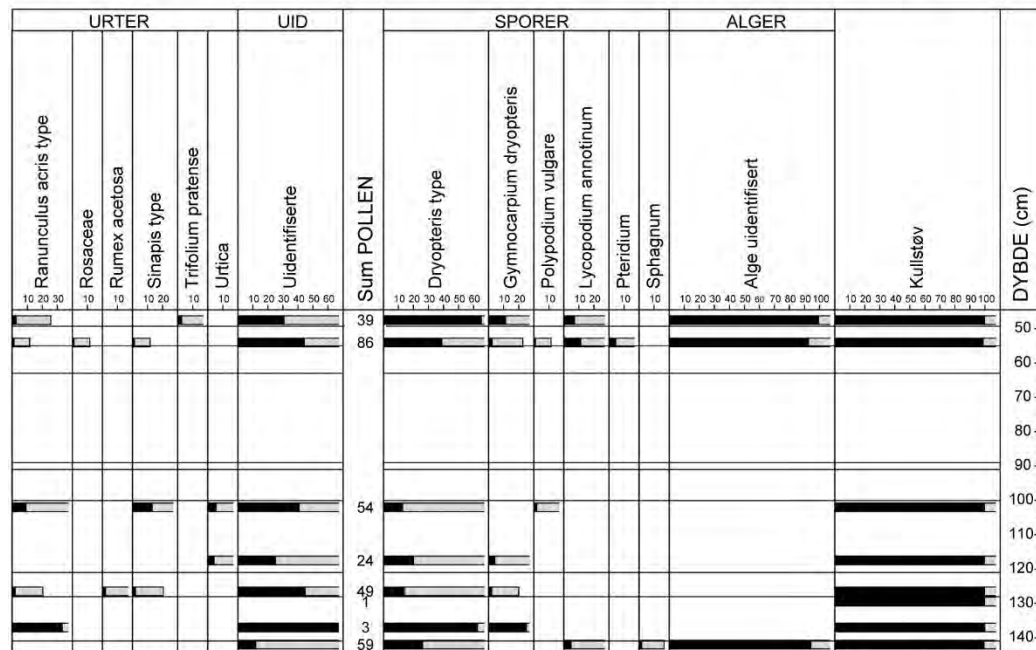 URTER UID SPORER ALGER
Ranunculus acris type
Rosaceae
Rumex acetosa
Sinapis type
Trifolium pratense
Urtica
Uidentifiserte
Sum POLLEN
Dryopteris type
Gymnocarpium dryopteris
Polypodium vulgare
Lycopodium annotinum
Pteridium
Sphagnum
Alge uidentifisert
Kullstøv
DYBDE (cm)
10 20 30 10 10 10 20 10 10 10 20 30 40 50 60 10 20 30 40 50 60 10 20 10 10 20 10 10 10 20 30 40 50 60 70 80 90 100 10 20 30 40 50 60 70 80 90 100
39
50
86
60
70
80
90
54
100
110
24
120
49
1
130
3
59
140